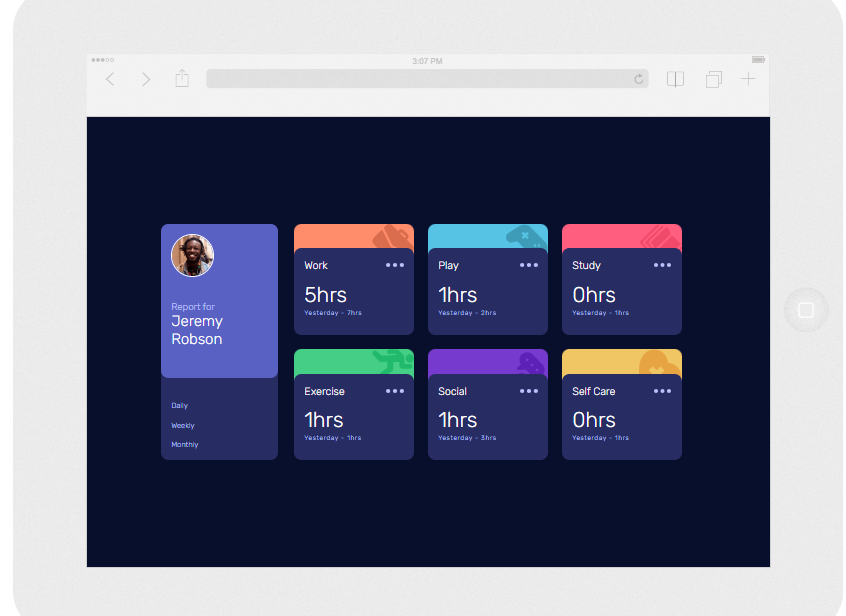 3:07 PM
Report for
Jeremy
Robson
Daily
Weekly
Monthly
Work
5hrs
Yesterday - 7hrs
Play
1hrs
Yesterday - 2hrs
Study
0hrs
Yesterday - 1hrs
Exercise
1hrs
Yesterday - 1hrs
Social
1hrs
Yesterday - 3hrs
Self Care
0hrs
Yesterday - 1hrs